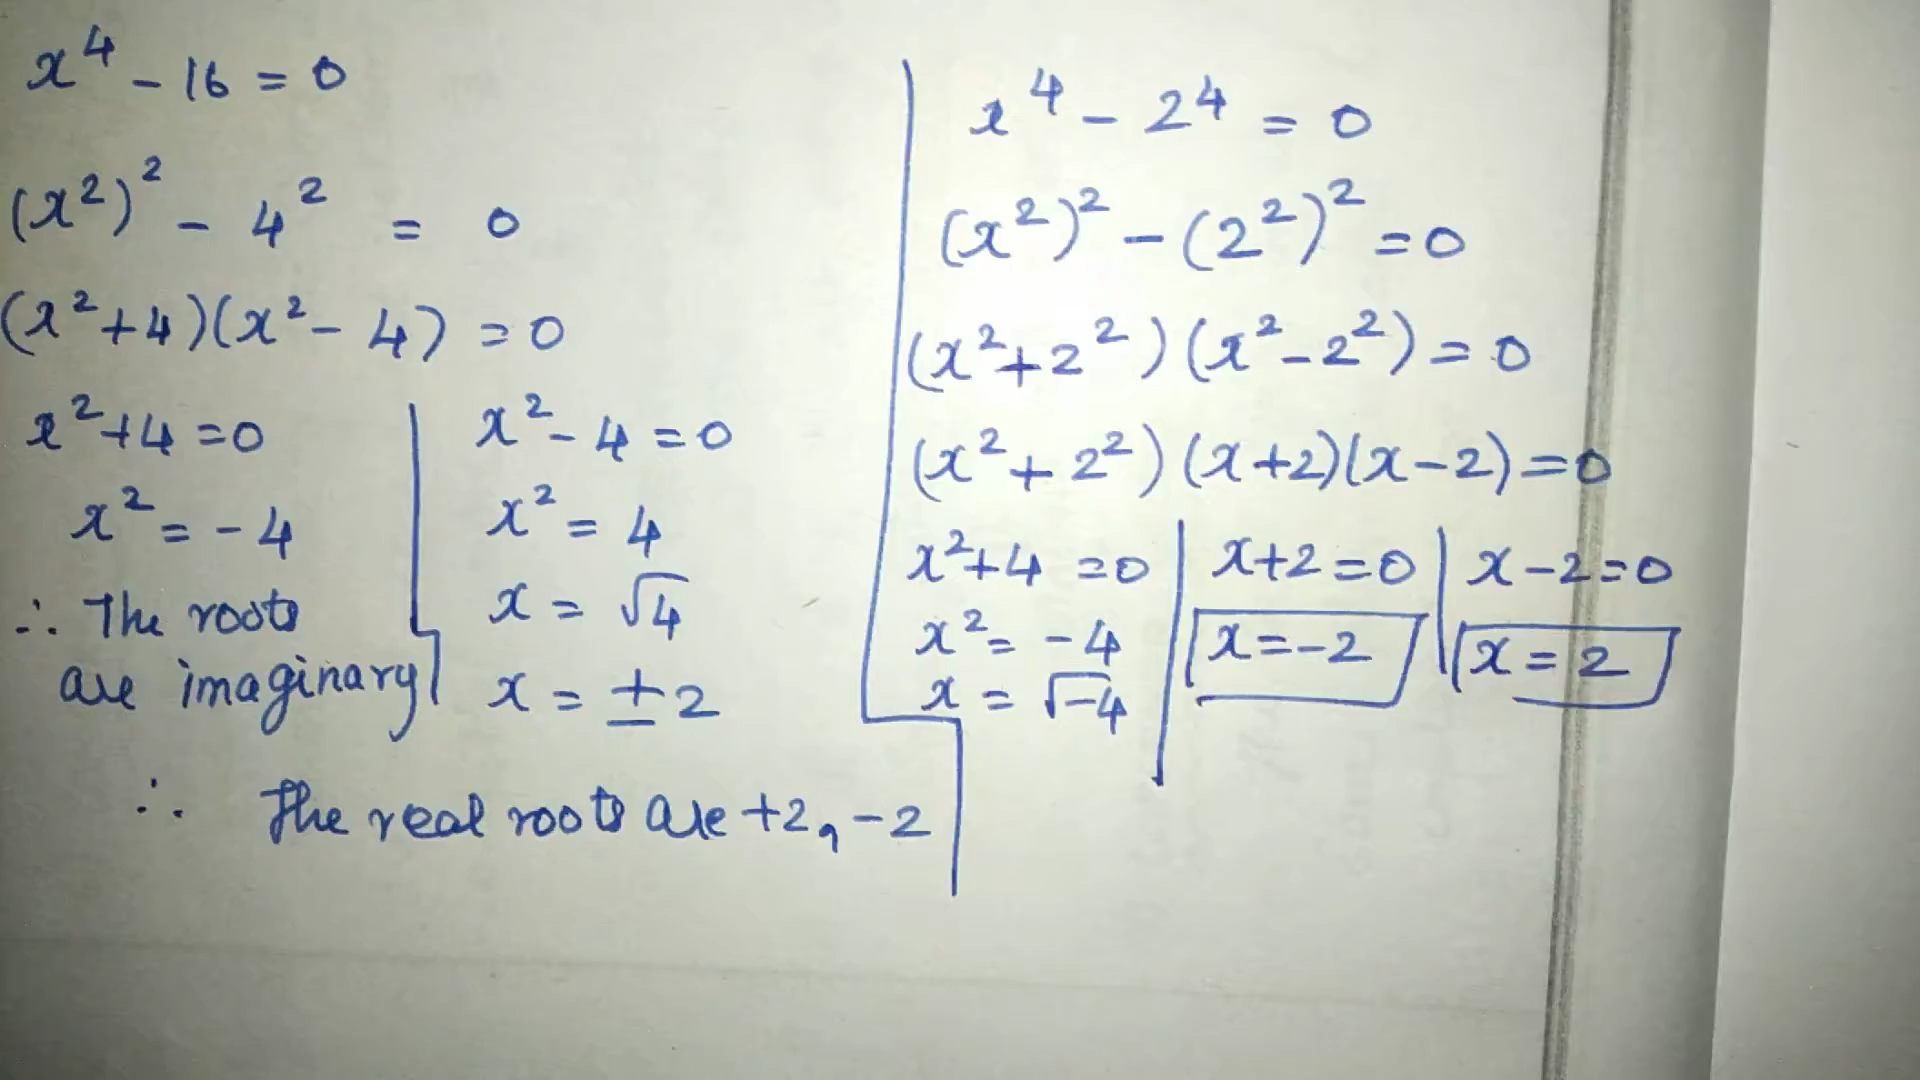 x⁴ - 16 = 0
(x²)² - 4² = 0
(x²+4)(x²-4) = 0
x²+4=0
x² = -4
∴ The roots
are imaginary
x²-4=0
x² = 4
x = √4
x = ±2
∴ The real roots are +2, -2
x⁴ - 2⁴ = 0
(x²)² - (2²)² = 0
(x²+2²)(x²-2²) = 0
(x²+2²)(x+2)(x-2)=0
x²+4=0
x² = -4
x = √-4
x+2=0
x=-2
x-2=0
x=2